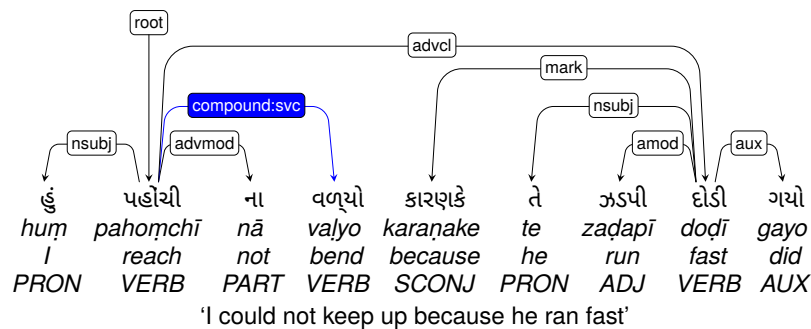 root
advcl
mark
compound:svc nsubj
nsubj advmod amod aux
હું પહોંચી ના વળ્યો કારણકે તે ઝડપી દોડી ગયો
huṃ pahoṃchī nā vaḷyo karaṇake te zaḍapī doḍī gayo
I reach not bend because he run fast did
PRON VERB PART VERB SCONJ PRON ADJ VERB AUX
‘I could not keep up because he ran fast’